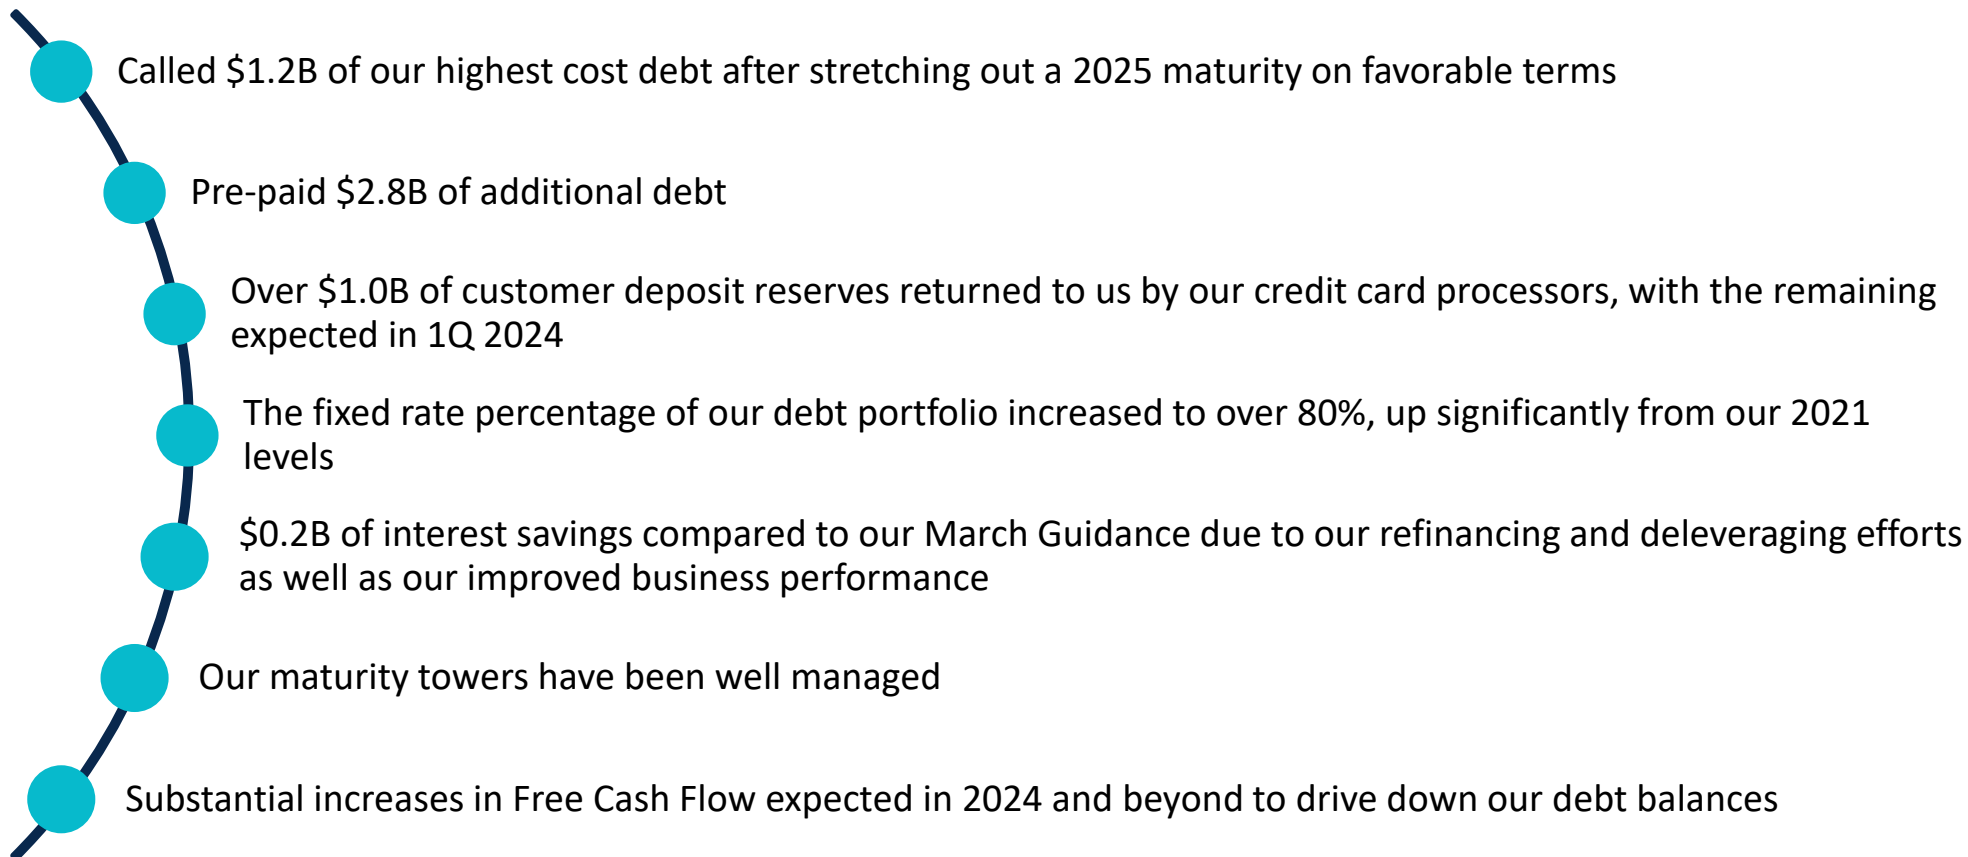 Called $1.2B of our highest cost debt after stretching out a 2025 maturity on favorable terms
Pre-paid $2.8B of additional debt
Over $1.0B of customer deposit reserves returned to us by our credit card processors, with the remaining
expected in 1Q 2024
The fixed rate percentage of our debt portfolio increased to over 80%, up significantly from our 2021
levels
$0.2B of interest savings compared to our March Guidance due to our refinancing and deleveraging efforts
as well as our improved business performance
Our maturity towers have been well managed
Substantial increases in Free Cash Flow expected in 2024 and beyond to drive down our debt balances